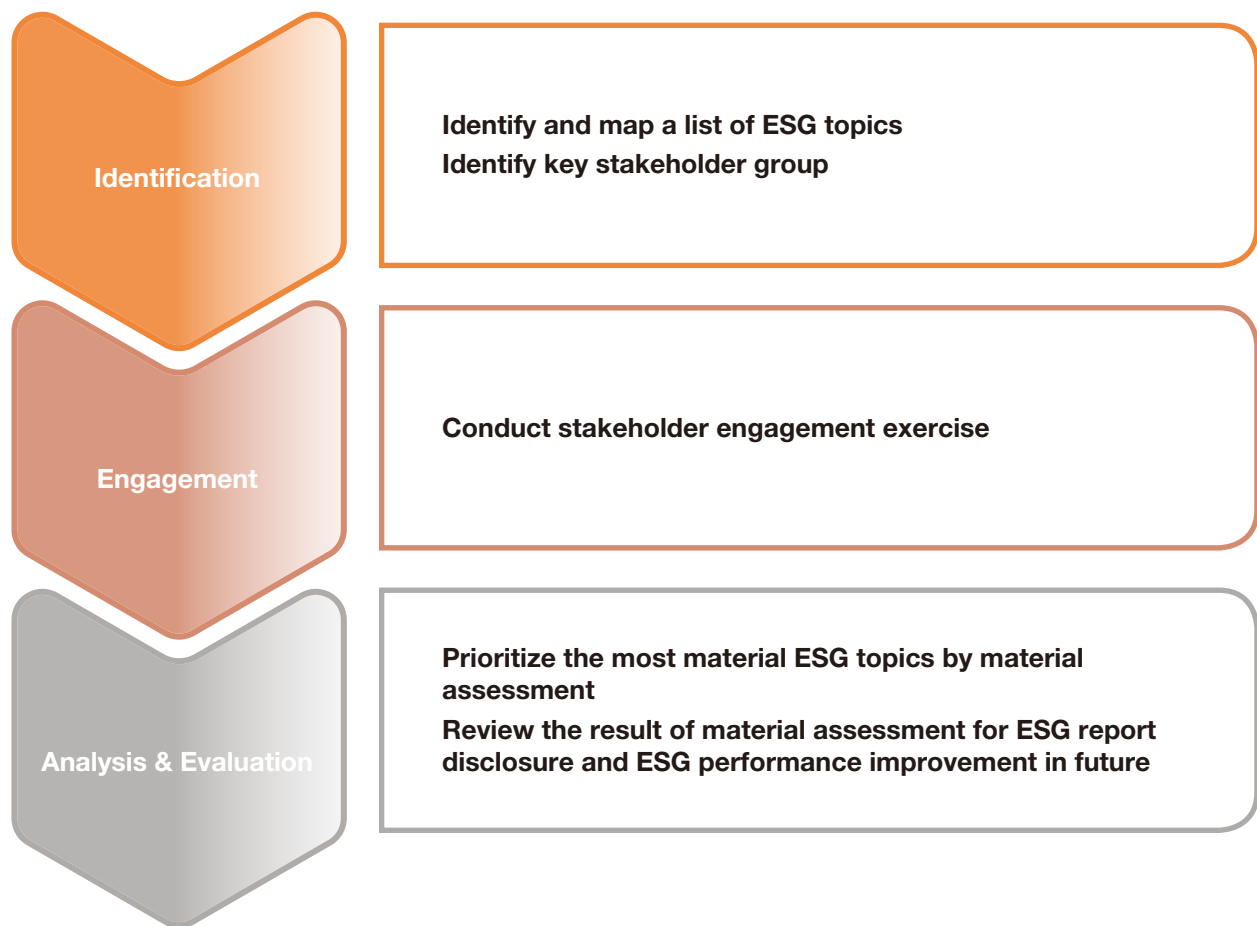 Identification
Identify and map a list of ESG topics
Identify key stakeholder group
Engagement
Conduct stakeholder engagement exercise
Analysis & Evaluation
Prioritize the most material ESG topics by material
assessment
Review the result of material assessment for ESG report
disclosure and ESG performance improvement in future